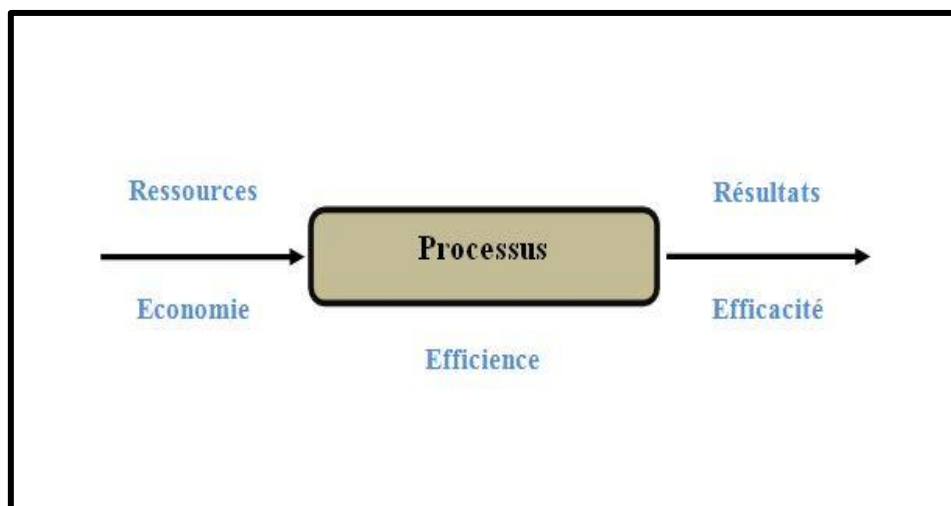 Ressources
Résultats
Processus
Economie
Efficacité
Efficience